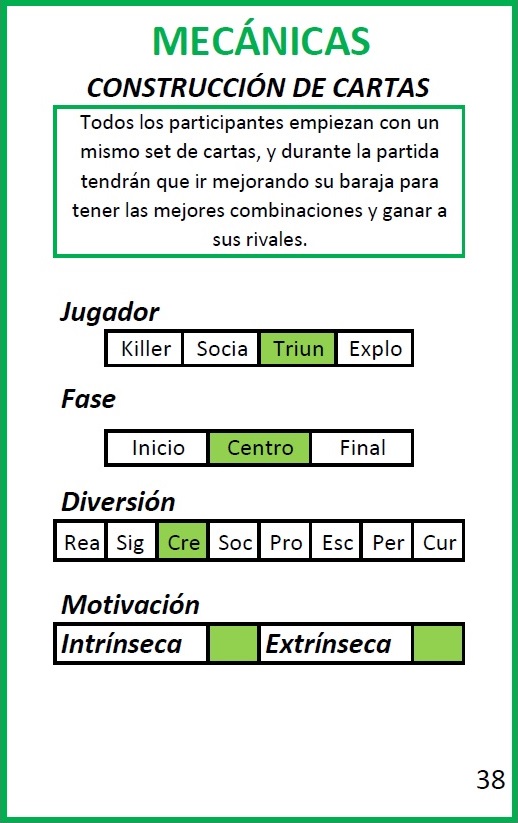 MECÁNICAS
CONSTRUCCIÓN DE CARTAS
Todos los participantes empiezan con un
mismo set de cartas, y durante la partida
tendrán que ir mejorando su baraja para
tener las mejores combinaciones y ganar a
sus rivales.
Jugador
Killer Socia Triun Explo
Fase
Inicio Centro Final
Diversión
Rea Sig Cre Soc Pro Esc Per Cur
Motivación
Intrínseca Extrínseca
38